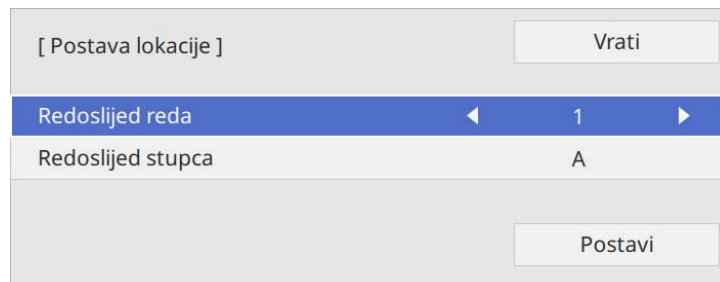 [ Postava lokacije ]
Vrati
Redoslijed reda 1
Redoslijed stupca A
Postavi